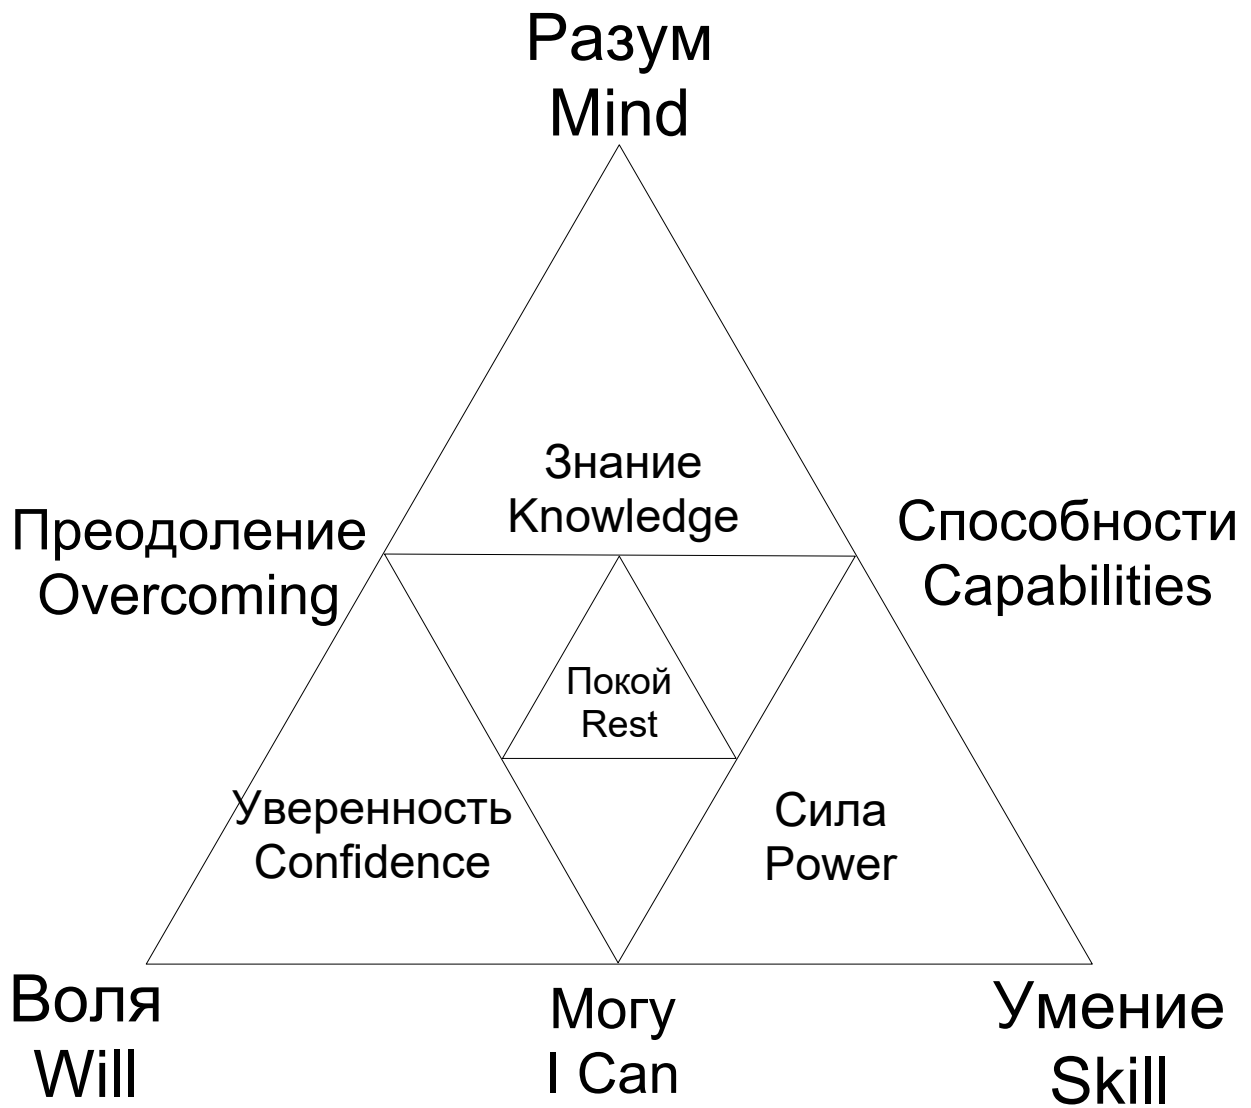 Разум
Mind
Знание
Knowledge
Преодоление
Overcoming
Способности
Capabilities
Покой
Rest
Уверенность
Confidence
Сила
Power
Воля
Will
Могу
I Can
Умение
Skill